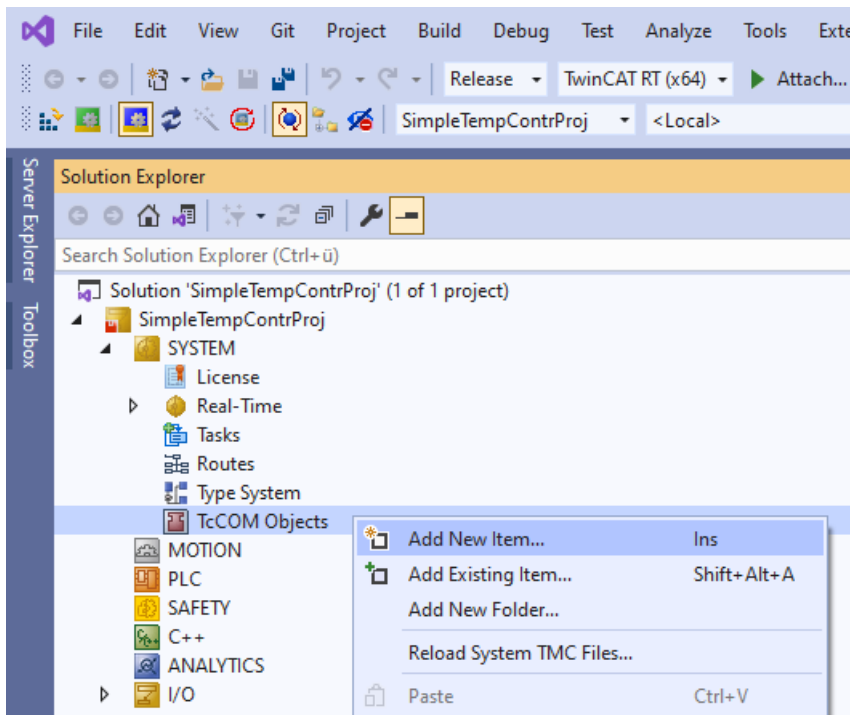 File Edit View Git Project Build Debug Test Analyze Tools Exte
Release TwinCAT RT (x64) Attach...
SimpleTempContrProj <Local>
Server Explorer
Toolbox
Solution Explorer
Search Solution Explorer (Ctrl+ü)
Solution 'SimpleTempContrProj' (1 of 1 project)
SimpleTempContrProj
SYSTEM
License
Real-Time
Tasks
Routes
Type System
TcCOM Objects
Add New Item... Ins
MOTION
PLC
Add Existing Item... Shift+Alt+A
SAFETY
Add New Folder...
C++
ANALYTICS
Reload System TMC Files...
I/O
Paste Ctrl+V